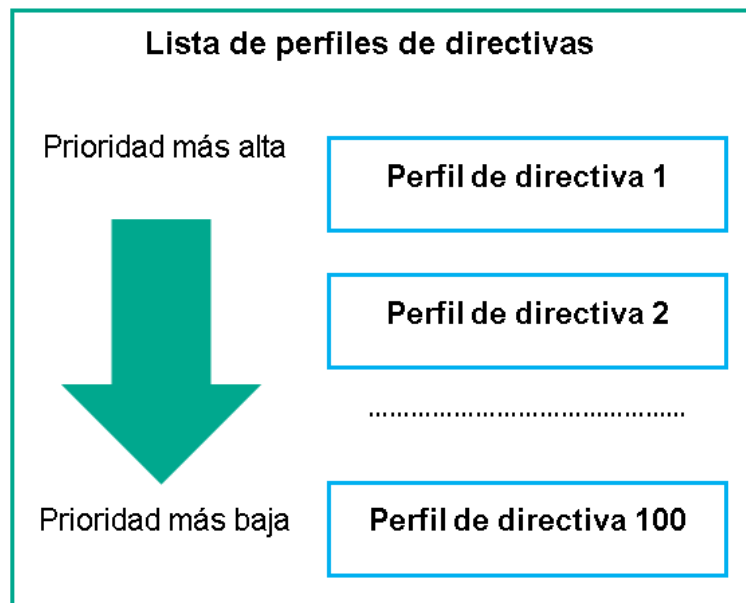 Lista de perfiles de directivas
Prioridad más alta
Perfil de directiva 1
Perfil de directiva 2
................................................
Prioridad más baja
Perfil de directiva 100